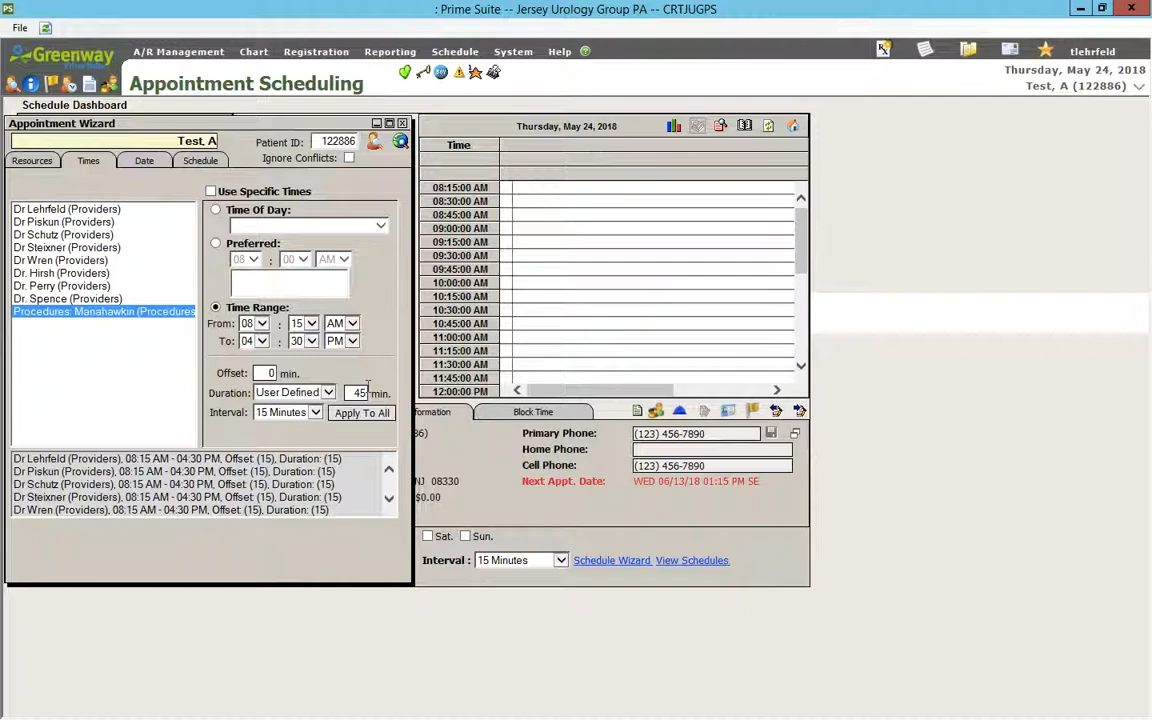 : Prime Suite -- Jersey Urology Group PA -- CRTJUGPS
File
Greenway
A/R Management Chart Registration Reporting Schedule System Help
tlehrfeld
Appointment Scheduling
Thursday, May 24, 2018
Test, A (122886)
Schedule Dashboard
Appointment Wizard
Test, A
Patient ID: 122886
Ignore Conflicts:
Resources Times Date Schedule
Use Specific Times
Dr Lehrfeld (Providers)
Dr Piskun (Providers)
Dr Schutz (Providers)
Dr Steixner (Providers)
Dr Wren (Providers)
Dr. Hirsh (Providers)
Dr. Perry (Providers)
Dr. Spence (Providers)
Procedures: Manahawkin (Procedures
Time Of Day:
Preferred:
08 : 00 AM
Time Range:
From: 08 : 15 AM
To: 04 : 30 PM
Offset: 0 min.
Duration: User Defined 45 min.
Interval: 15 Minutes Apply To All
Dr Lehrfeld (Providers), 08:15 AM - 04:30 PM, Offset: (15), Duration: (15)
Dr Piskun (Providers), 08:15 AM - 04:30 PM, Offset: (15), Duration: (15)
Dr Schutz (Providers), 08:15 AM - 04:30 PM, Offset: (15), Duration: (15)
Dr Steixner (Providers), 08:15 AM - 04:30 PM, Offset: (15), Duration: (15)
Dr Wren (Providers), 08:15 AM - 04:30 PM, Offset: (15), Duration: (15)
Thursday, May 24, 2018
Time
08:15:00 AM
08:30:00 AM
08:45:00 AM
09:00:00 AM
09:15:00 AM
09:30:00 AM
09:45:00 AM
10:00:00 AM
10:15:00 AM
10:30:00 AM
10:45:00 AM
11:00:00 AM
11:15:00 AM
11:30:00 AM
11:45:00 AM
12:00:00 PM
formation Block Time
86)
Primary Phone: (123) 456-7890
Home Phone:
Cell Phone: (123) 456-7890
NJ 08330
Next Appt. Date: WED 06/13/18 01:15 PM SE
$0.00
Sat. Sun.
Interval : 15 Minutes Schedule Wizard View Schedules